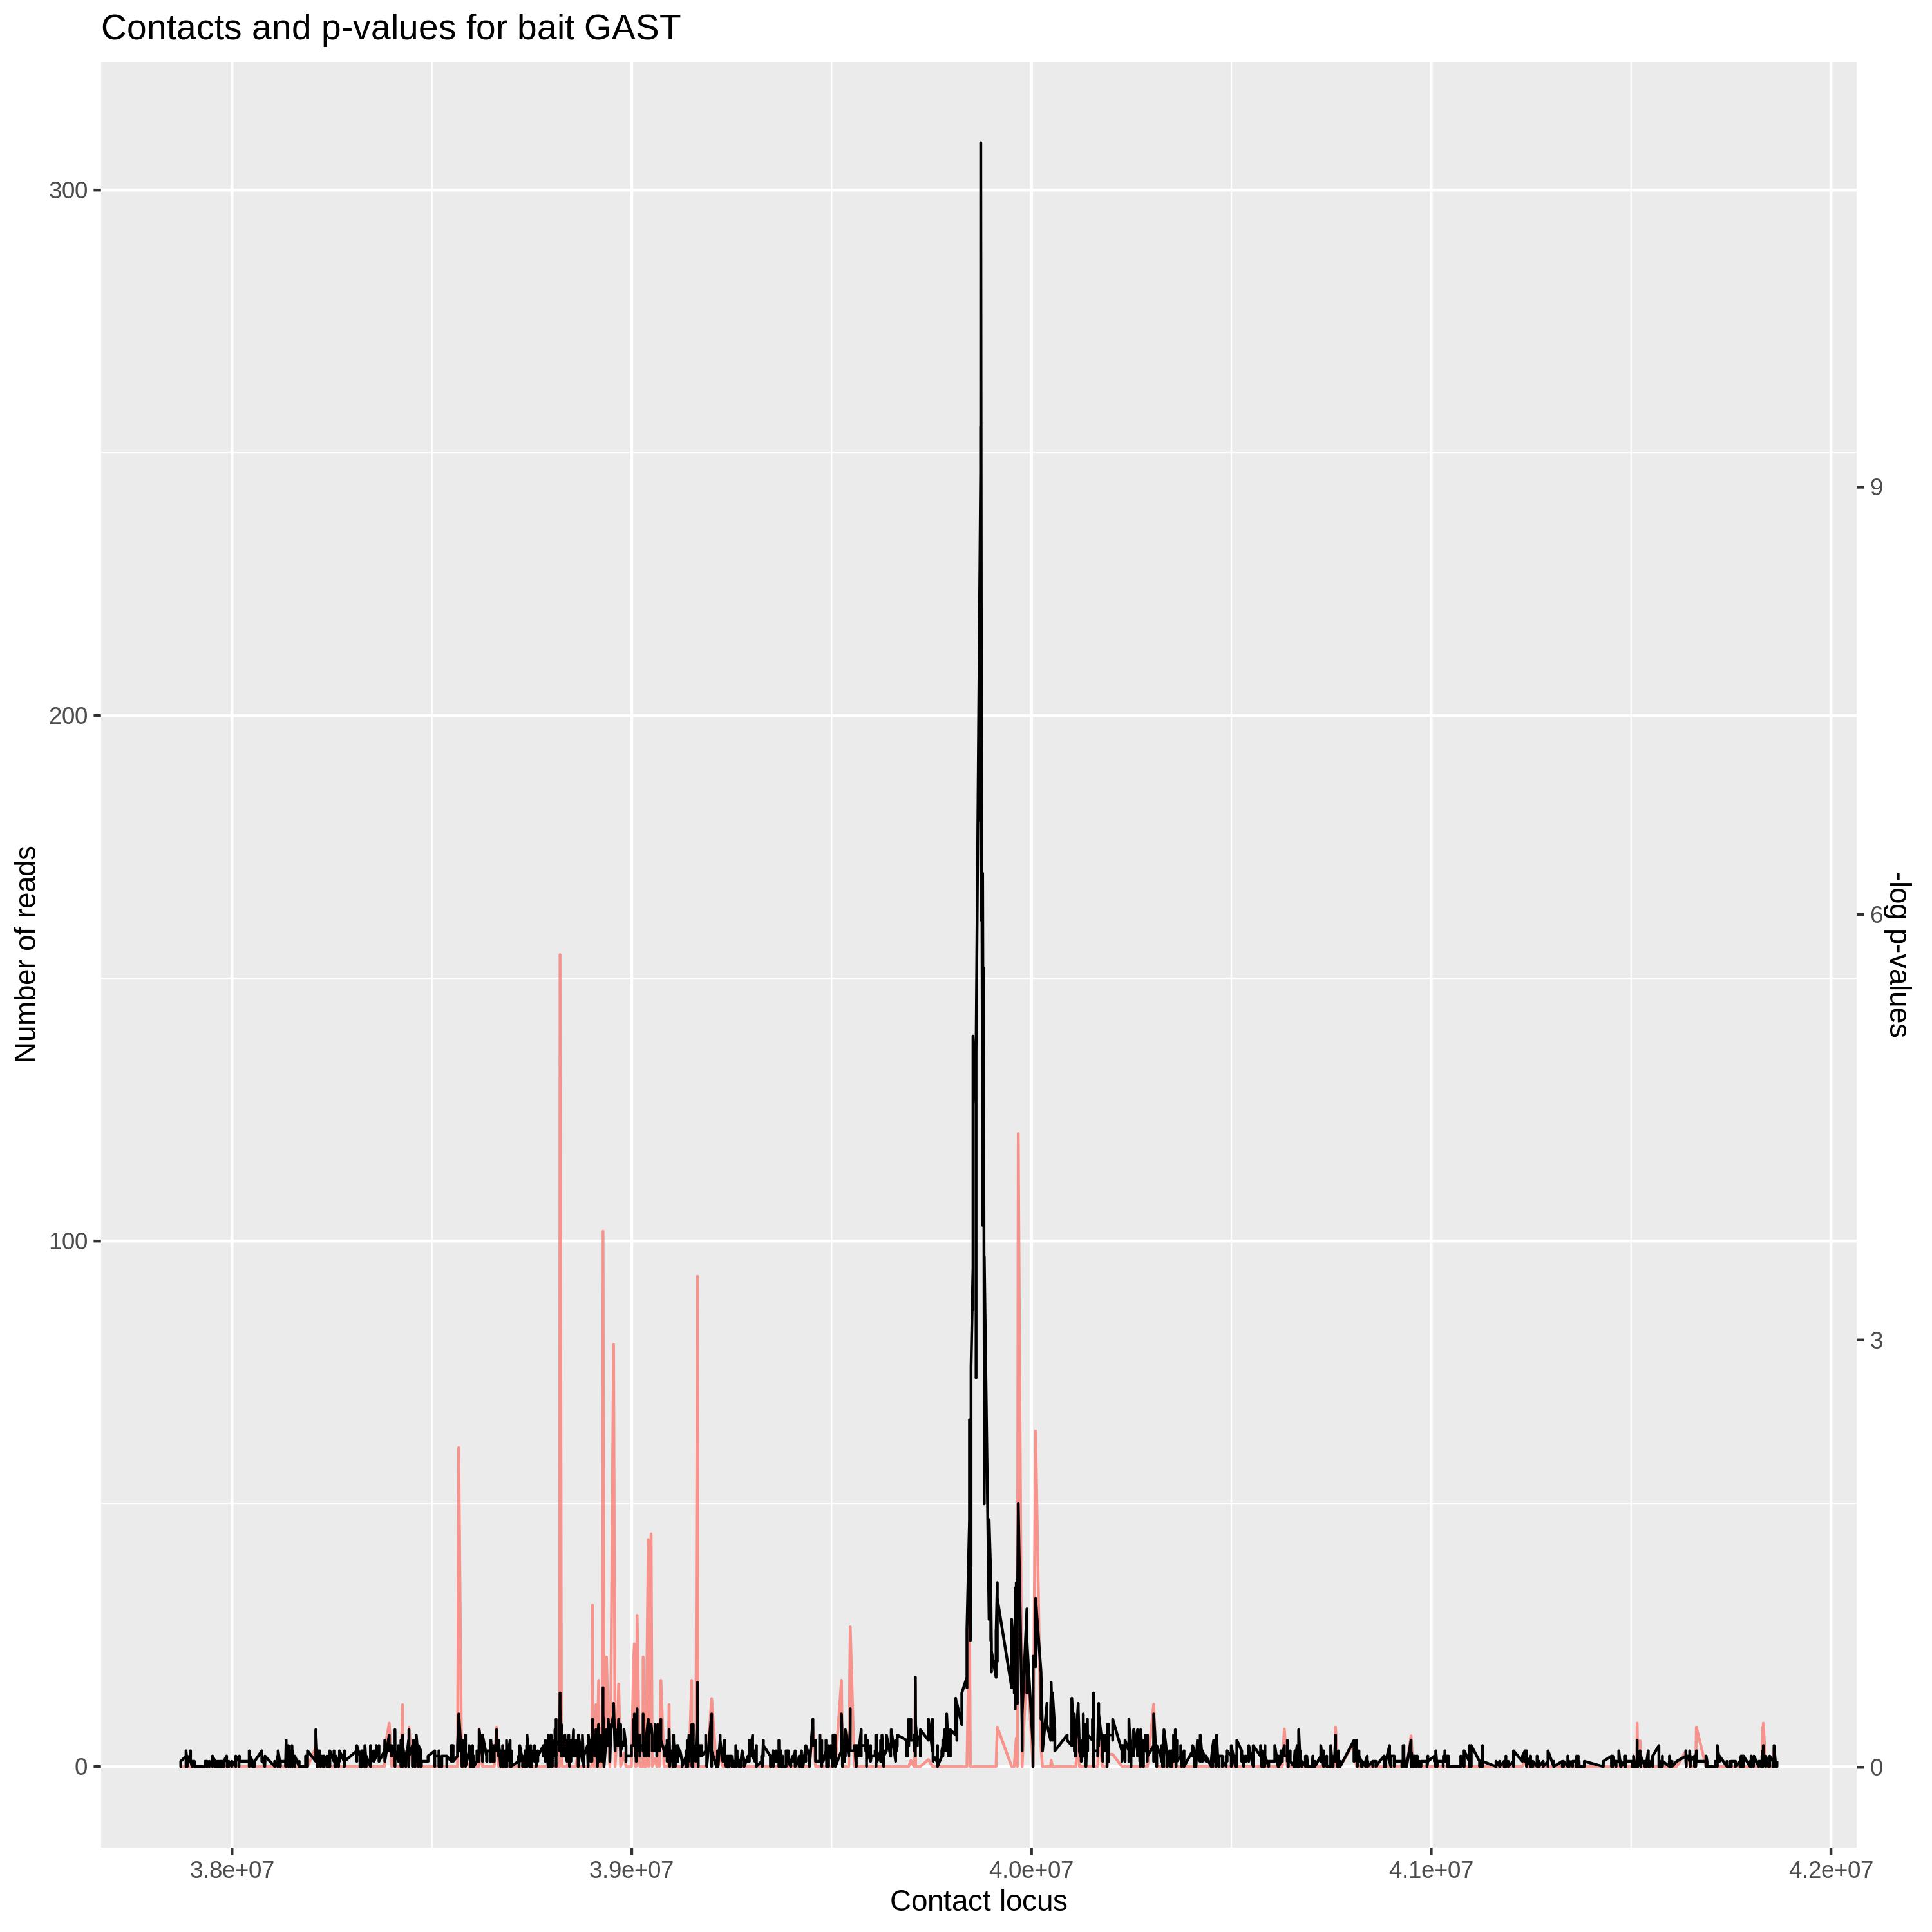 Contacts and p-values for bait GAST
300
200
100
0
Number of reads
9
6
3
0
-log p-values
3.8e+07
3.9e+07
4.0e+07
4.1e+07
4.2e+07
Contact locus